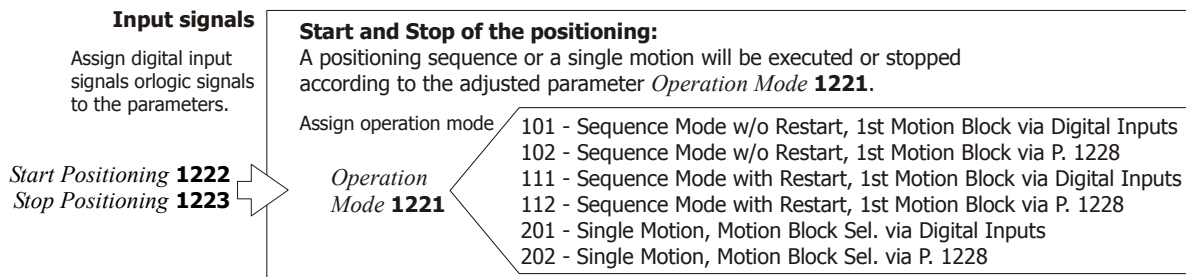 Input signals
Assign digital input
signals orlogic signals
to the parameters.
Start Positioning 1222
Stop Positioning 1223
Start and Stop of the positioning:
A positioning sequence or a single motion will be executed or stopped
according to the adjusted parameter Operation Mode 1221.
Assign operation mode
Operation
Mode 1221
101 - Sequence Mode w/o Restart, 1st Motion Block via Digital Inputs
102 - Sequence Mode w/o Restart, 1st Motion Block via P. 1228
111 - Sequence Mode with Restart, 1st Motion Block via Digital Inputs
112 - Sequence Mode with Restart, 1st Motion Block via P. 1228
201 - Single Motion, Motion Block Sel. via Digital Inputs
202 - Single Motion, Motion Block Sel. via P. 1228